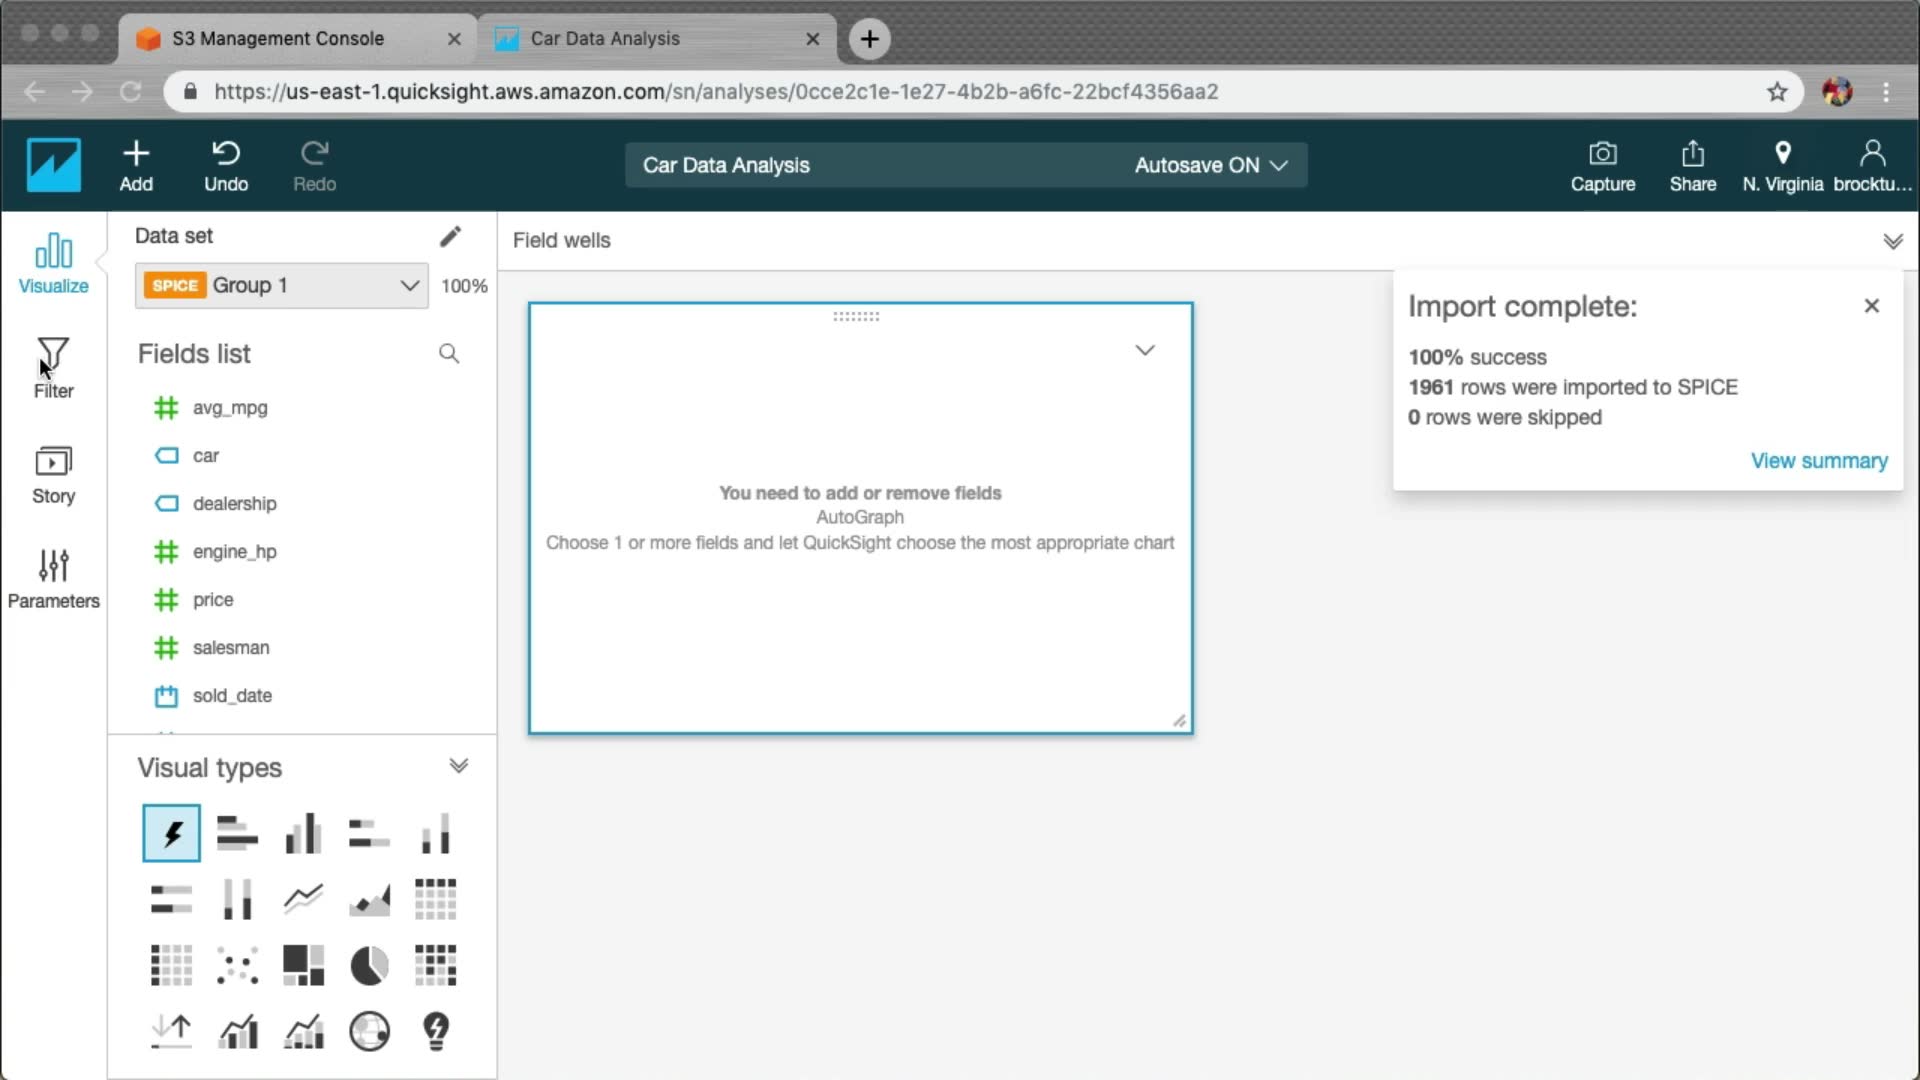 S3 Management Console
Car Data Analysis
https://us-east-1.quicksight.aws.amazon.com/sn/analyses/0cce2c1e-1e27-4b2b-a6fc-22bcf4356aa2
Add
Undo
Redo
Car Data Analysis
Autosave ON
Capture
Share
N. Virginia
brocktu...
Visualize
Filter
Story
Parameters
Data set
SPICE Group 1
100%
Fields list
avg_mpg
car
dealership
engine_hp
price
salesman
sold_date
Visual types
Field wells
You need to add or remove fields
AutoGraph
Choose 1 or more fields and let QuickSight choose the most appropriate chart
Import complete:
100% success
1961 rows were imported to SPICE
0 rows were skipped
View summary